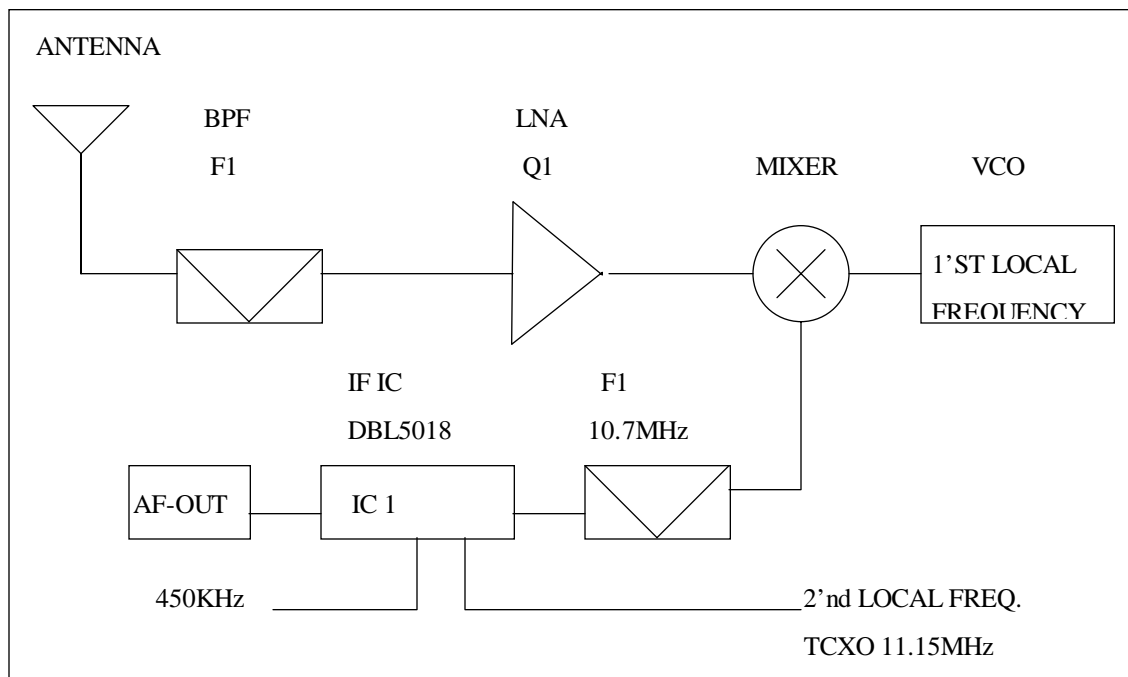 ANTENNA
BPF
F1
LNA
Q1
MIXER
VCO
1’ST LOCAL
FREQUENCY
IF IC
DBL5018
F1
10.7MHz
AF-OUT
IC 1
450KHz
2’nd LOCAL FREQ.
TCXO 11.15MHz